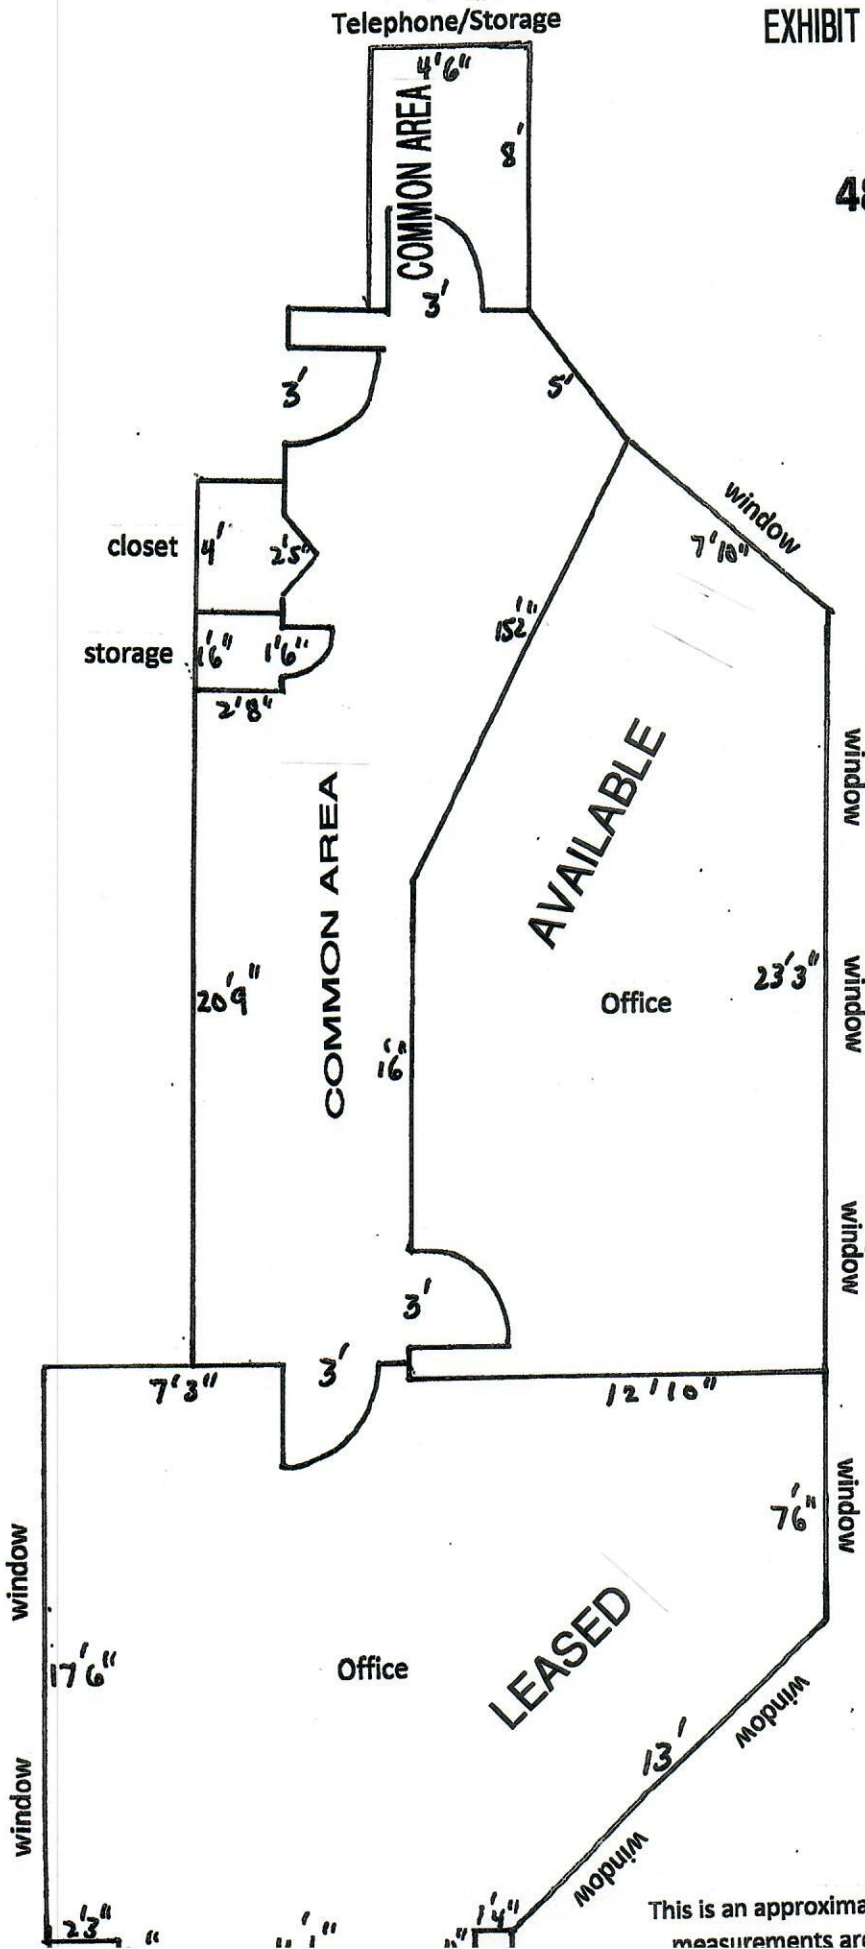 Telephone/Storage
EXHIBIT
4'6"
COMMON AREA
8'
48
3'
3'
5'
window
7'10"
closet
4'
2'5"
15'2"
storage
1'6"
1'6"
2'8"
window
AVAILABLE
COMMON AREA
20'9"
Office
23'3"
window
16"
window
3'
3'
7'3"
12'10"
7'6"
window
window
LEASED
17'6"
Office
window
13'
window
window
2'3"
1'4"
This is an approxima
measurements are